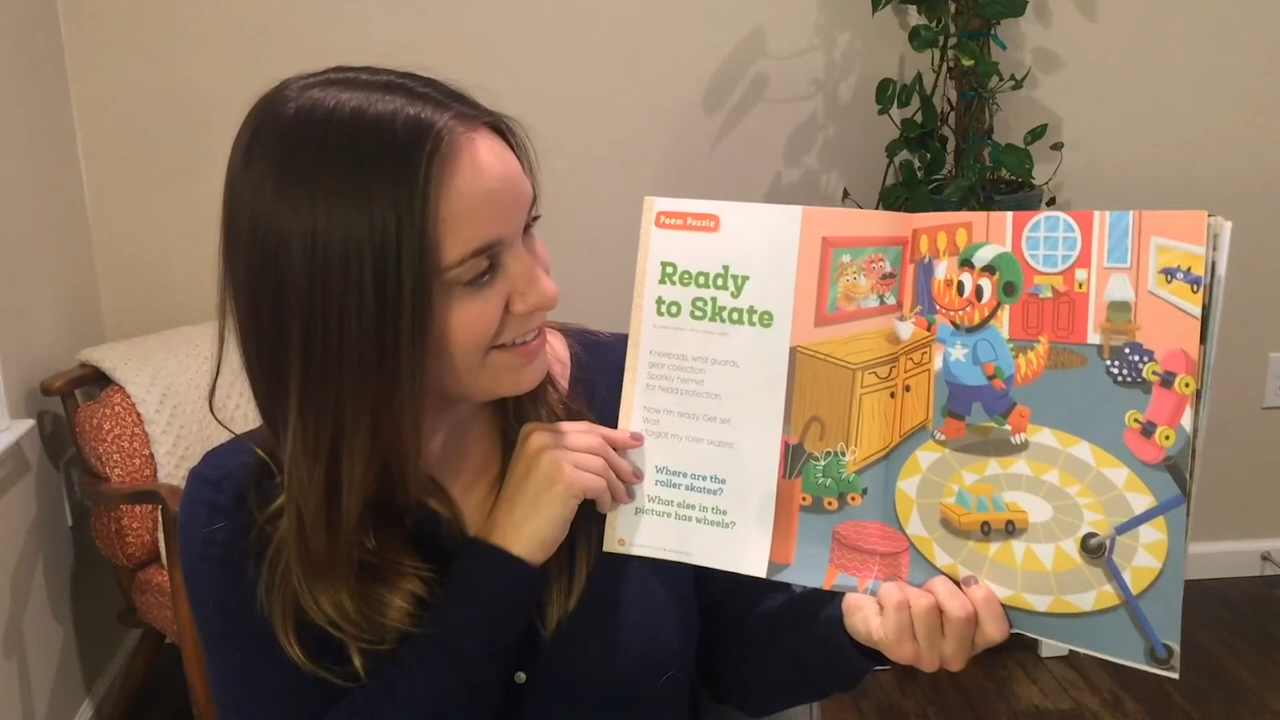 Poem Puzzle
Ready
to Skate
Kneepads, wrist guards,
gear collection.
Sparkly helmet
for head protection.
Now I'm ready. Get set.
Wait...
I forgot my roller skates!
Where are the
roller skates?
What else in the
picture has wheels?